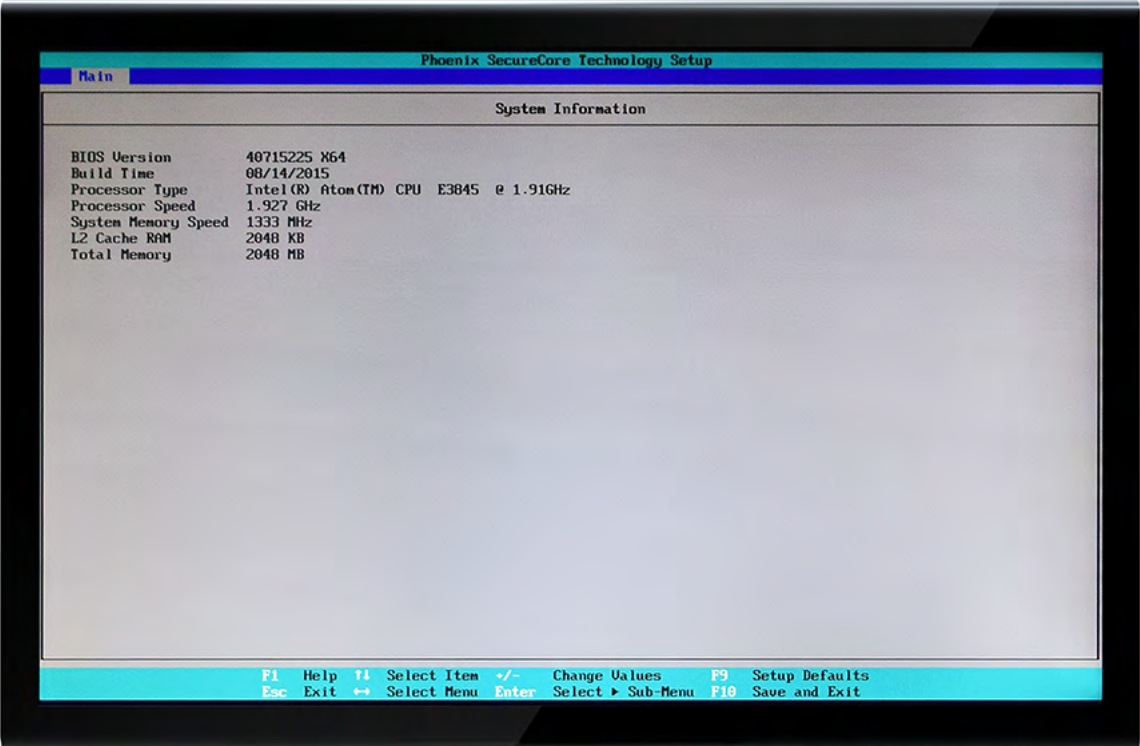 Phoenix SecureCore Technology Setup
Main
System Information
BIOS Version 40715225 X64
Build Time 08/14/2015
Processor Type Intel(R) Atom(TM) CPU E3845 @ 1.91GHz
Processor Speed 1.927 GHz
System Memory Speed 1333 MHz
L2 Cache RAM 2048 KB
Total Memory 2048 MB
F1 Help ↑↓ Select Item +/- Change Values F9 Setup Defaults
Esc Exit ↔ Select Menu Enter Select ▶ Sub-Menu F10 Save and Exit